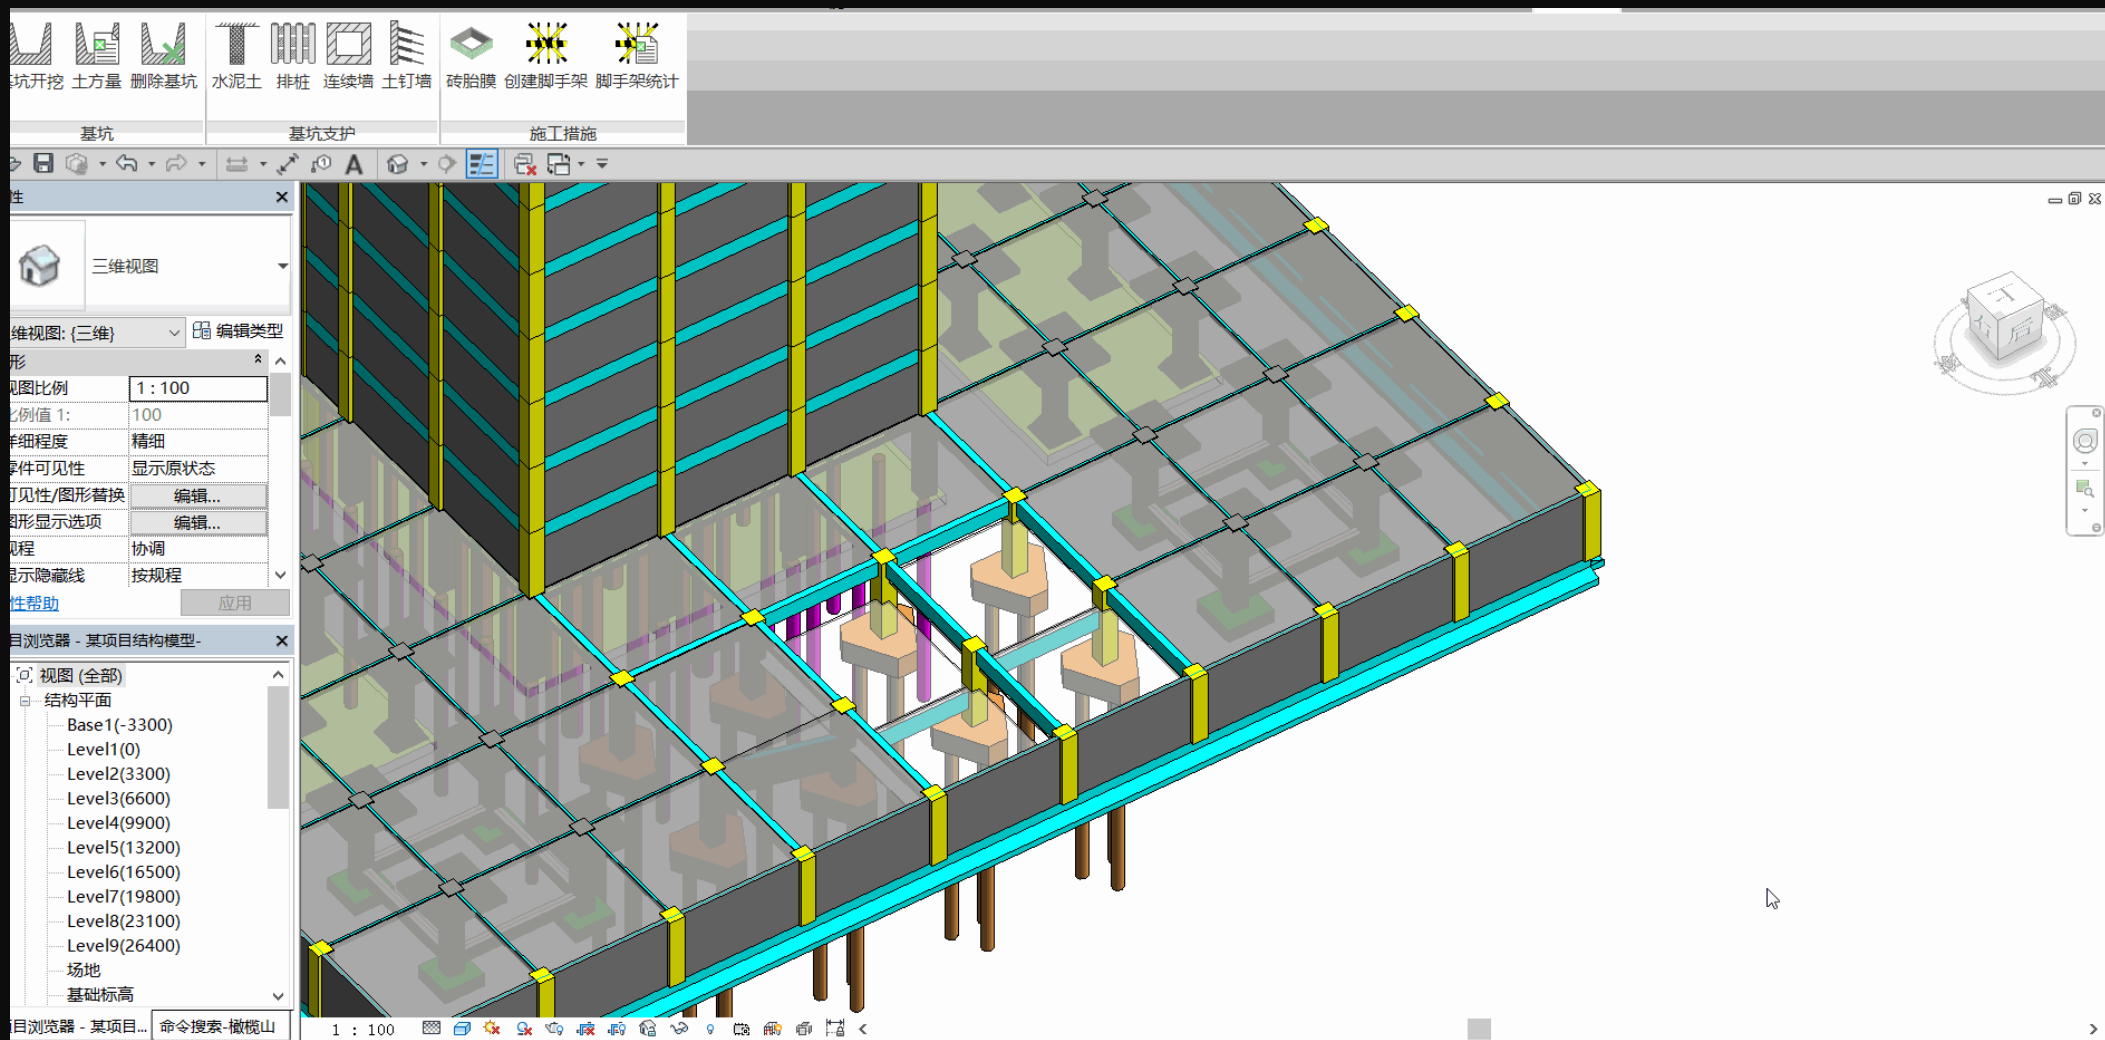 坑开挖 土方量 删除基坑 水泥土 排桩 连续墙 土钉墙 砖胎膜 创建脚手架 脚手架统计
基坑 基坑支护 施工措施
性
三维视图
维视图: {三维} 编辑类型
形
视图比例 1 : 100
比例值 1: 100
详细程度 精细
零件可见性 显示原状态
可见性/图形替换 编辑...
图形显示选项 编辑...
规程 协调
显示隐藏线 按规程
性帮助 应用
目浏览器 - 某项目结构模型-
视图 (全部)
结构平面
Base1(-3300)
Level1(0)
Level2(3300)
Level3(6600)
Level4(9900)
Level5(13200)
Level6(16500)
Level7(19800)
Level8(23100)
Level9(26400)
场地
基础标高
目浏览器 - 某项目... 命令搜索-橄榄山
1 : 100
上
后